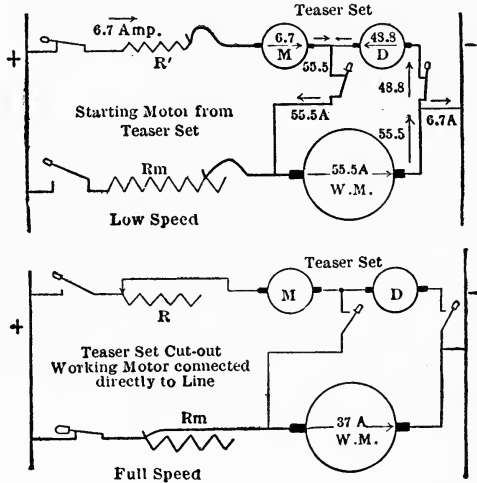 Teaser Set
6.7 Amp.
R'
6.7
M
48.8
D
+
−
55.5
48.8
Starting Motor from
Teaser Set
55.5A
55.5
6.7A
Rm
55.5A
W.M.
Low Speed
Teaser Set
R
M
D
+
−
Teaser Set Cut-out
Working Motor connected
directly to Line
Rm
37 A
W.M.
Full Speed